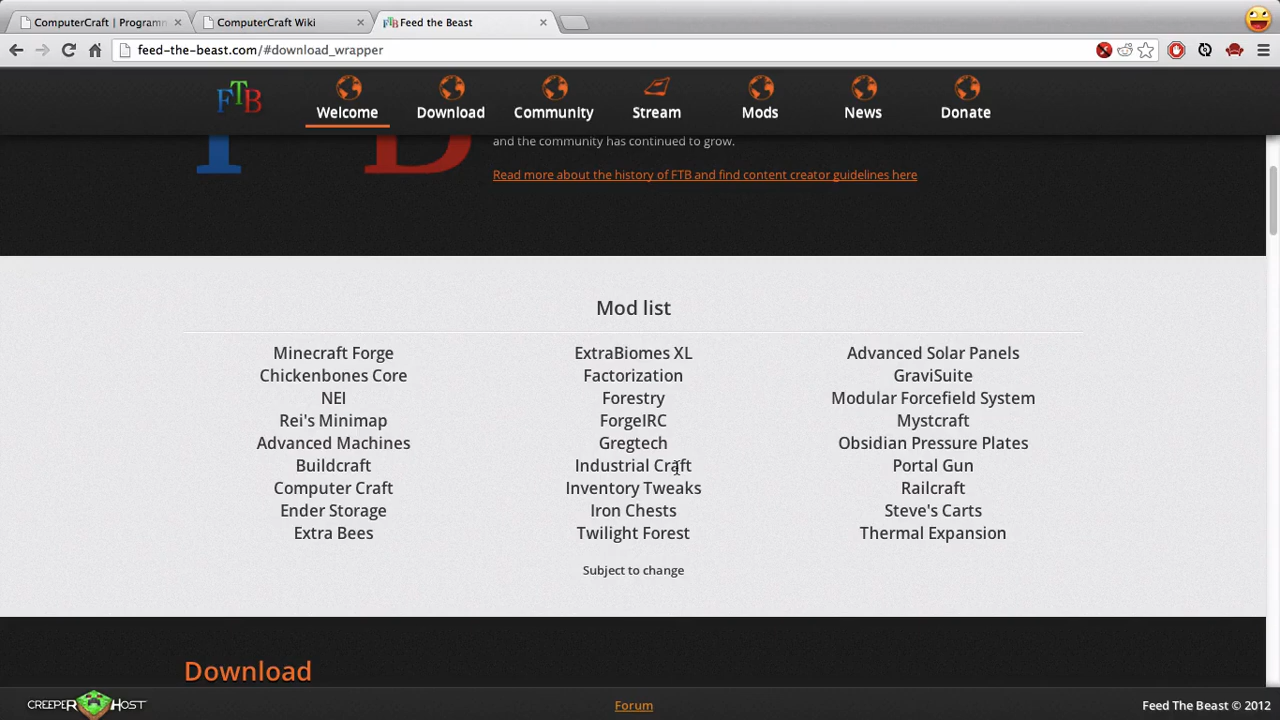 ComputerCraft | Programm
ComputerCraft Wiki
FTB Feed the Beast
feed-the-beast.com/#download_wrapper
FTB
Welcome
Download
Community
Stream
Mods
News
Donate
and the community has continued to grow.
Read more about the history of FTB and find content creator guidelines here
Mod list
Minecraft Forge
Chickenbones Core
NEI
Rei's Minimap
Advanced Machines
Buildcraft
Computer Craft
Ender Storage
Extra Bees
ExtraBiomes XL
Factorization
Forestry
ForgeIRC
Gregtech
Industrial Craft
Inventory Tweaks
Iron Chests
Twilight Forest
Advanced Solar Panels
GraviSuite
Modular Forcefield System
Mystcraft
Obsidian Pressure Plates
Portal Gun
Railcraft
Steve's Carts
Thermal Expansion
Subject to change
Download
CREEPER HOST
Forum
Feed The Beast © 2012